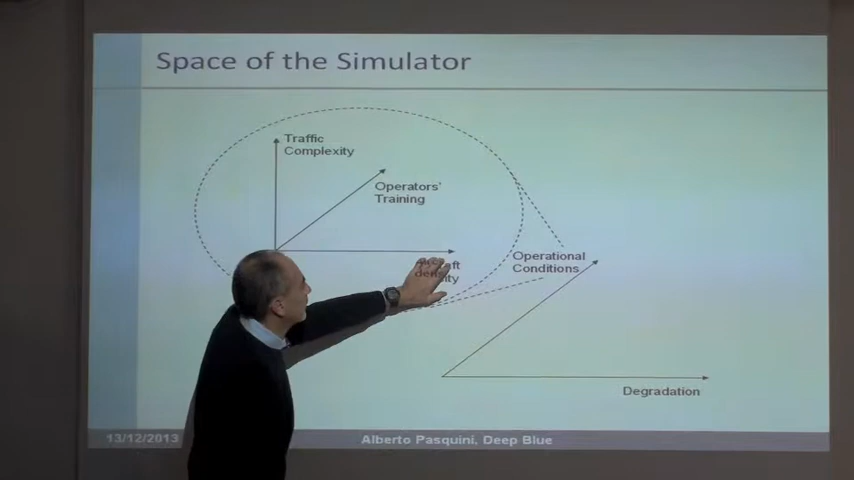 Space of the Simulator
Traffic
Complexity
Operators'
Training
Operational
Conditions
Degradation
13/12/2013
Alberto Pasquini, Deep Blue